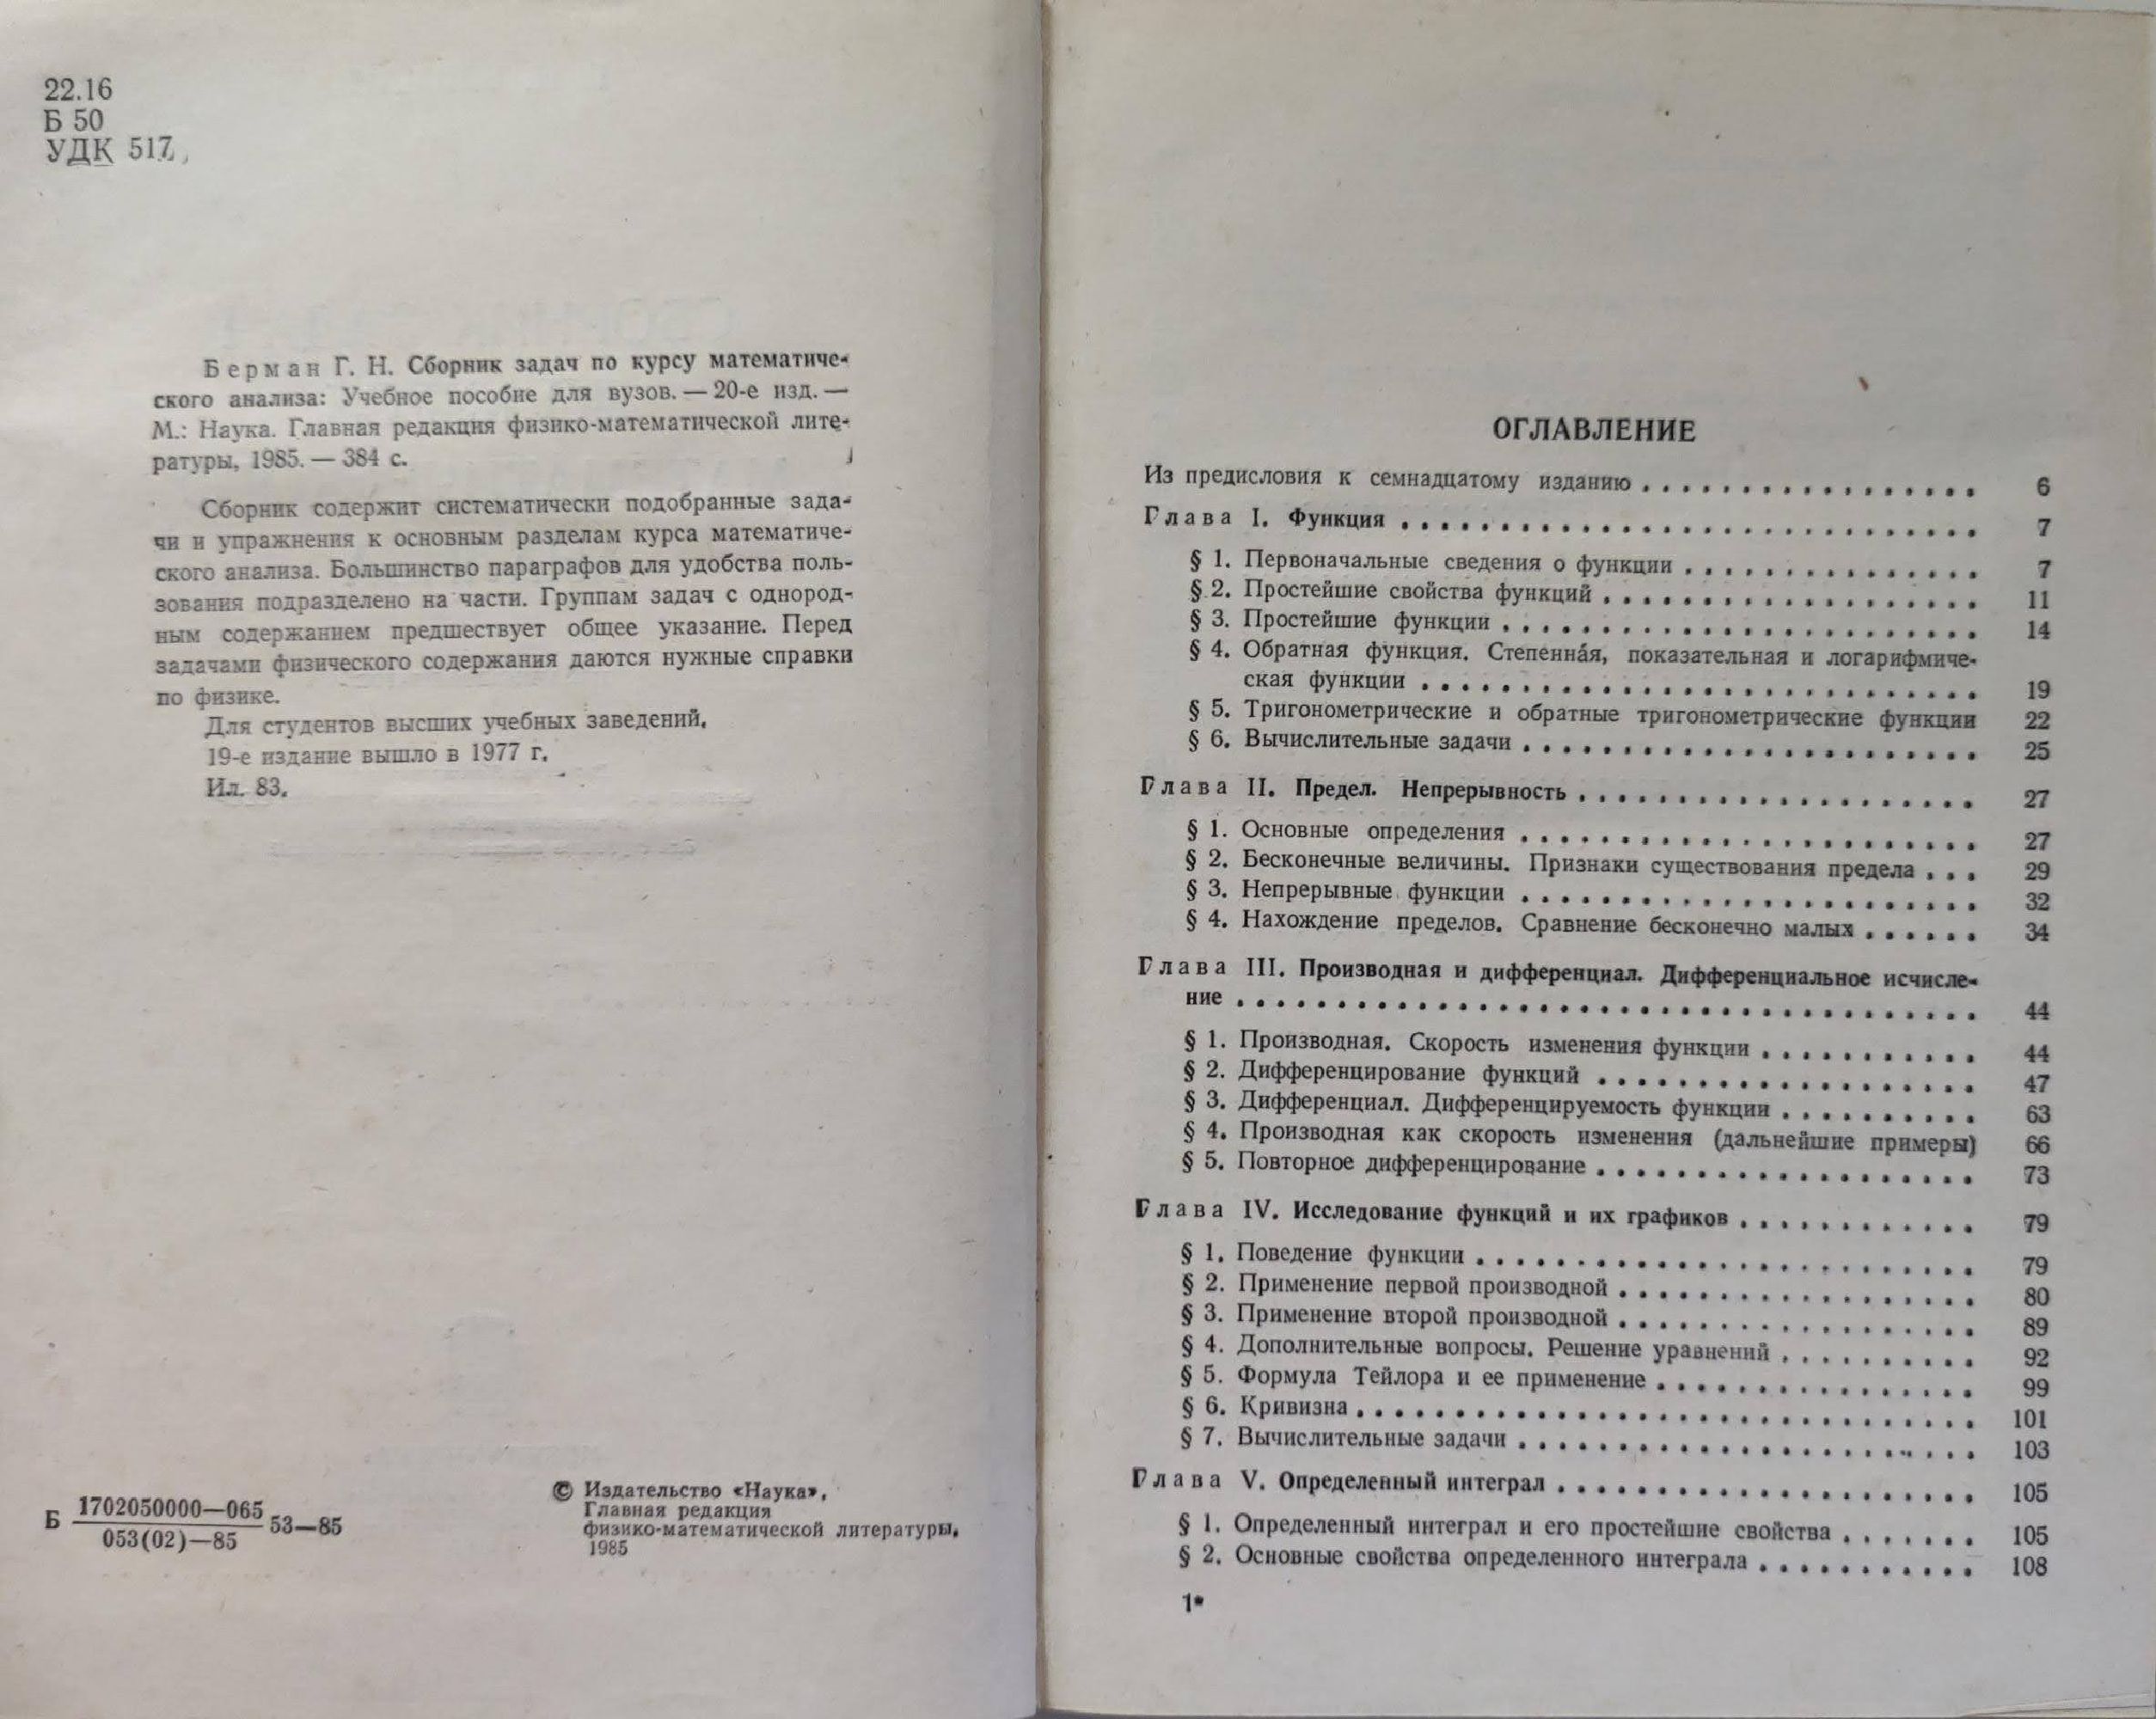 22.16
Б 50
УДК 517
Берман Г. Н. Сборник задач по курсу математиче-
ского анализа: Учебное пособие для вузов. — 20-е изд. —
М.: Наука. Главная редакция физико-математической лите-
ратуры, 1985. — 384 с.
Сборник содержит систематически подобранные зада-
чи и упражнения к основным разделам курса математиче-
ского анализа. Большинство параграфов для удобства поль-
зования подразделено на части. Группам задач с однород-
ным содержанием предшествует общее указание. Перед
задачами физического содержания даются нужные справки
по физике.
Для студентов высших учебных заведений.
19-е издание вышло в 1977 г.
Ил. 83.
Б 1702050000—065 53—85
053(02)—85
© Издательство «Наука»,
Главная редакция
физико-математической литературы,
1985
ОГЛАВЛЕНИЕ
Из предисловия к семнадцатому изданию . . . . . . . . . . . . . . . . . 6
Глава I. Функция . . . . . . . . . . . . . . . . . . . . . . . . . . . . . 7
§ 1. Первоначальные сведения о функции . . . . . . . . . . . . . . . 7
§ 2. Простейшие свойства функций . . . . . . . . . . . . . . . . . . . 11
§ 3. Простейшие функции . . . . . . . . . . . . . . . . . . . . . . . . 14
§ 4. Обратная функция. Степенная, показательная и логарифмиче-
ская функции . . . . . . . . . . . . . . . . . . . . . . . . . . . . 19
§ 5. Тригонометрические и обратные тригонометрические функции 22
§ 6. Вычислительные задачи . . . . . . . . . . . . . . . . . . . . . . . 25
Глава II. Предел. Непрерывность . . . . . . . . . . . . . . . . . . . . 27
§ 1. Основные определения . . . . . . . . . . . . . . . . . . . . . . . 27
§ 2. Бесконечные величины. Признаки существования предела . . . 29
§ 3. Непрерывные функции . . . . . . . . . . . . . . . . . . . . . . . 32
§ 4. Нахождение пределов. Сравнение бесконечно малых . . . . . . 34
Глава III. Производная и дифференциал. Дифференциальное исчисле-
ние . . . . . . . . . . . . . . . . . . . . . . . . . . . . . . . . . . . . . 44
§ 1. Производная. Скорость изменения функции . . . . . . . . . . . 44
§ 2. Дифференцирование функций . . . . . . . . . . . . . . . . . . . 47
§ 3. Дифференциал. Дифференцируемость функции . . . . . . . . . . 63
§ 4. Производная как скорость изменения (дальнейшие примеры) 66
§ 5. Повторное дифференцирование . . . . . . . . . . . . . . . . . . . 73
Глава IV. Исследование функций и их графиков . . . . . . . . . . . . 79
§ 1. Поведение функции . . . . . . . . . . . . . . . . . . . . . . . . . 79
§ 2. Применение первой производной . . . . . . . . . . . . . . . . . . 80
§ 3. Применение второй производной . . . . . . . . . . . . . . . . . . 89
§ 4. Дополнительные вопросы. Решение уравнений . . . . . . . . . . 92
§ 5. Формула Тейлора и ее применение . . . . . . . . . . . . . . . . 99
§ 6. Кривизна . . . . . . . . . . . . . . . . . . . . . . . . . . . . . . . 101
§ 7. Вычислительные задачи . . . . . . . . . . . . . . . . . . . . . . . 103
Глава V. Определенный интеграл . . . . . . . . . . . . . . . . . . . . . 105
§ 1. Определенный интеграл и его простейшие свойства . . . . . . . 105
§ 2. Основные свойства определенного интеграла . . . . . . . . . . . 108
1*